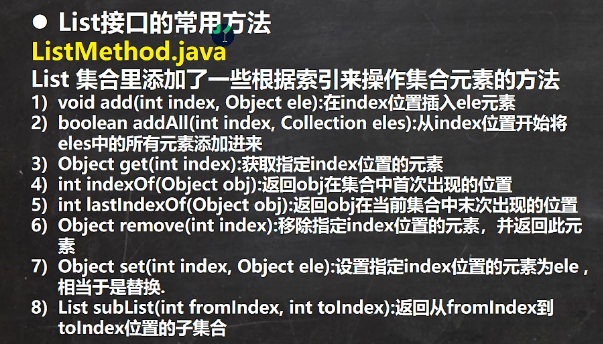 ● List接口的常用方法
ListMethod.java
List 集合里添加了一些根据索引来操作集合元素的方法
1) void add(int index, Object ele):在index位置插入ele元素
2) boolean addAll(int index, Collection eles):从index位置开始将
eles中的所有元素添加进来
3) Object get(int index):获取指定index位置的元素
4) int indexOf(Object obj):返回obj在集合中首次出现的位置
5) int lastIndexOf(Object obj):返回obj在当前集合中末次出现的位置
6) Object remove(int index):移除指定index位置的元素，并返回此元
素
7) Object set(int index, Object ele):设置指定index位置的元素为ele ,
相当于是替换.
8) List subList(int fromIndex, int toIndex):返回从fromIndex到
toIndex位置的子集合